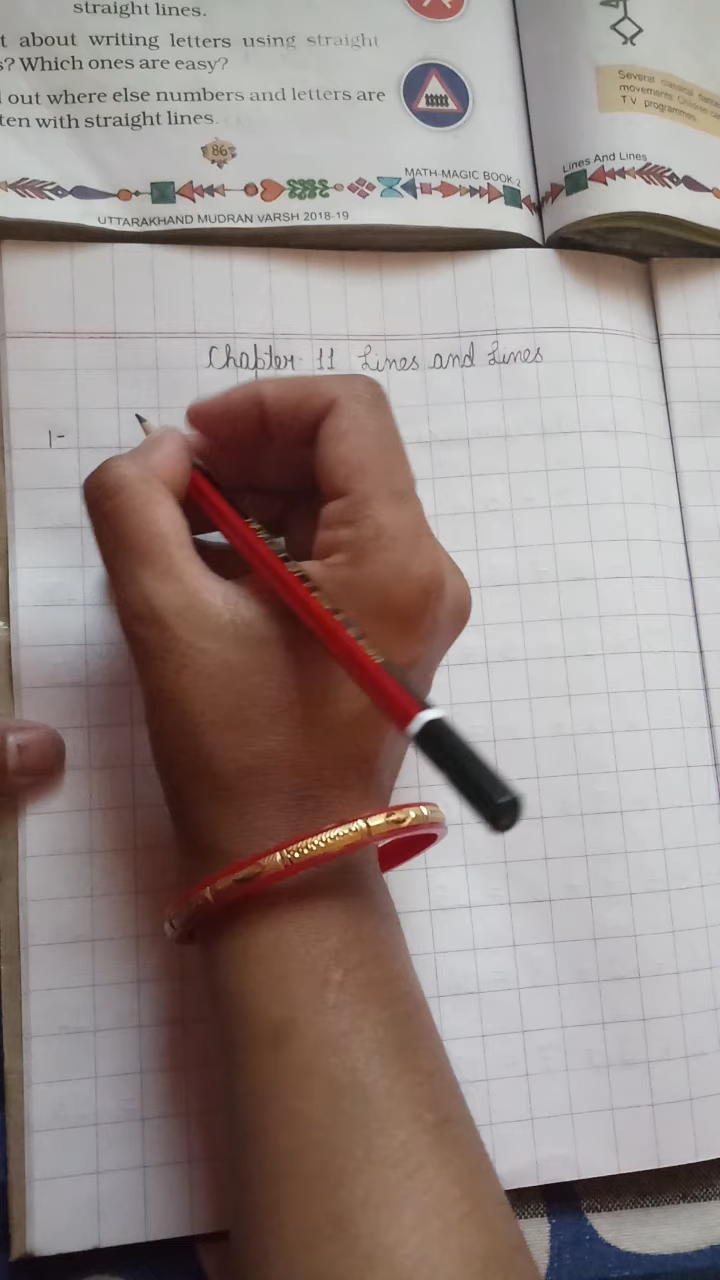 straight lines.
t about writing letters using straight
s? Which ones are easy?
out where else numbers and letters are
ten with straight lines.
86
MATH-MAGIC BOOK-2
UTTARAKHAND MUDRAN VARSH 2018-19
Several classical
movements. Children
TV programmes.
Lines And Lines
Chapter-11 Lines and Lines
1-